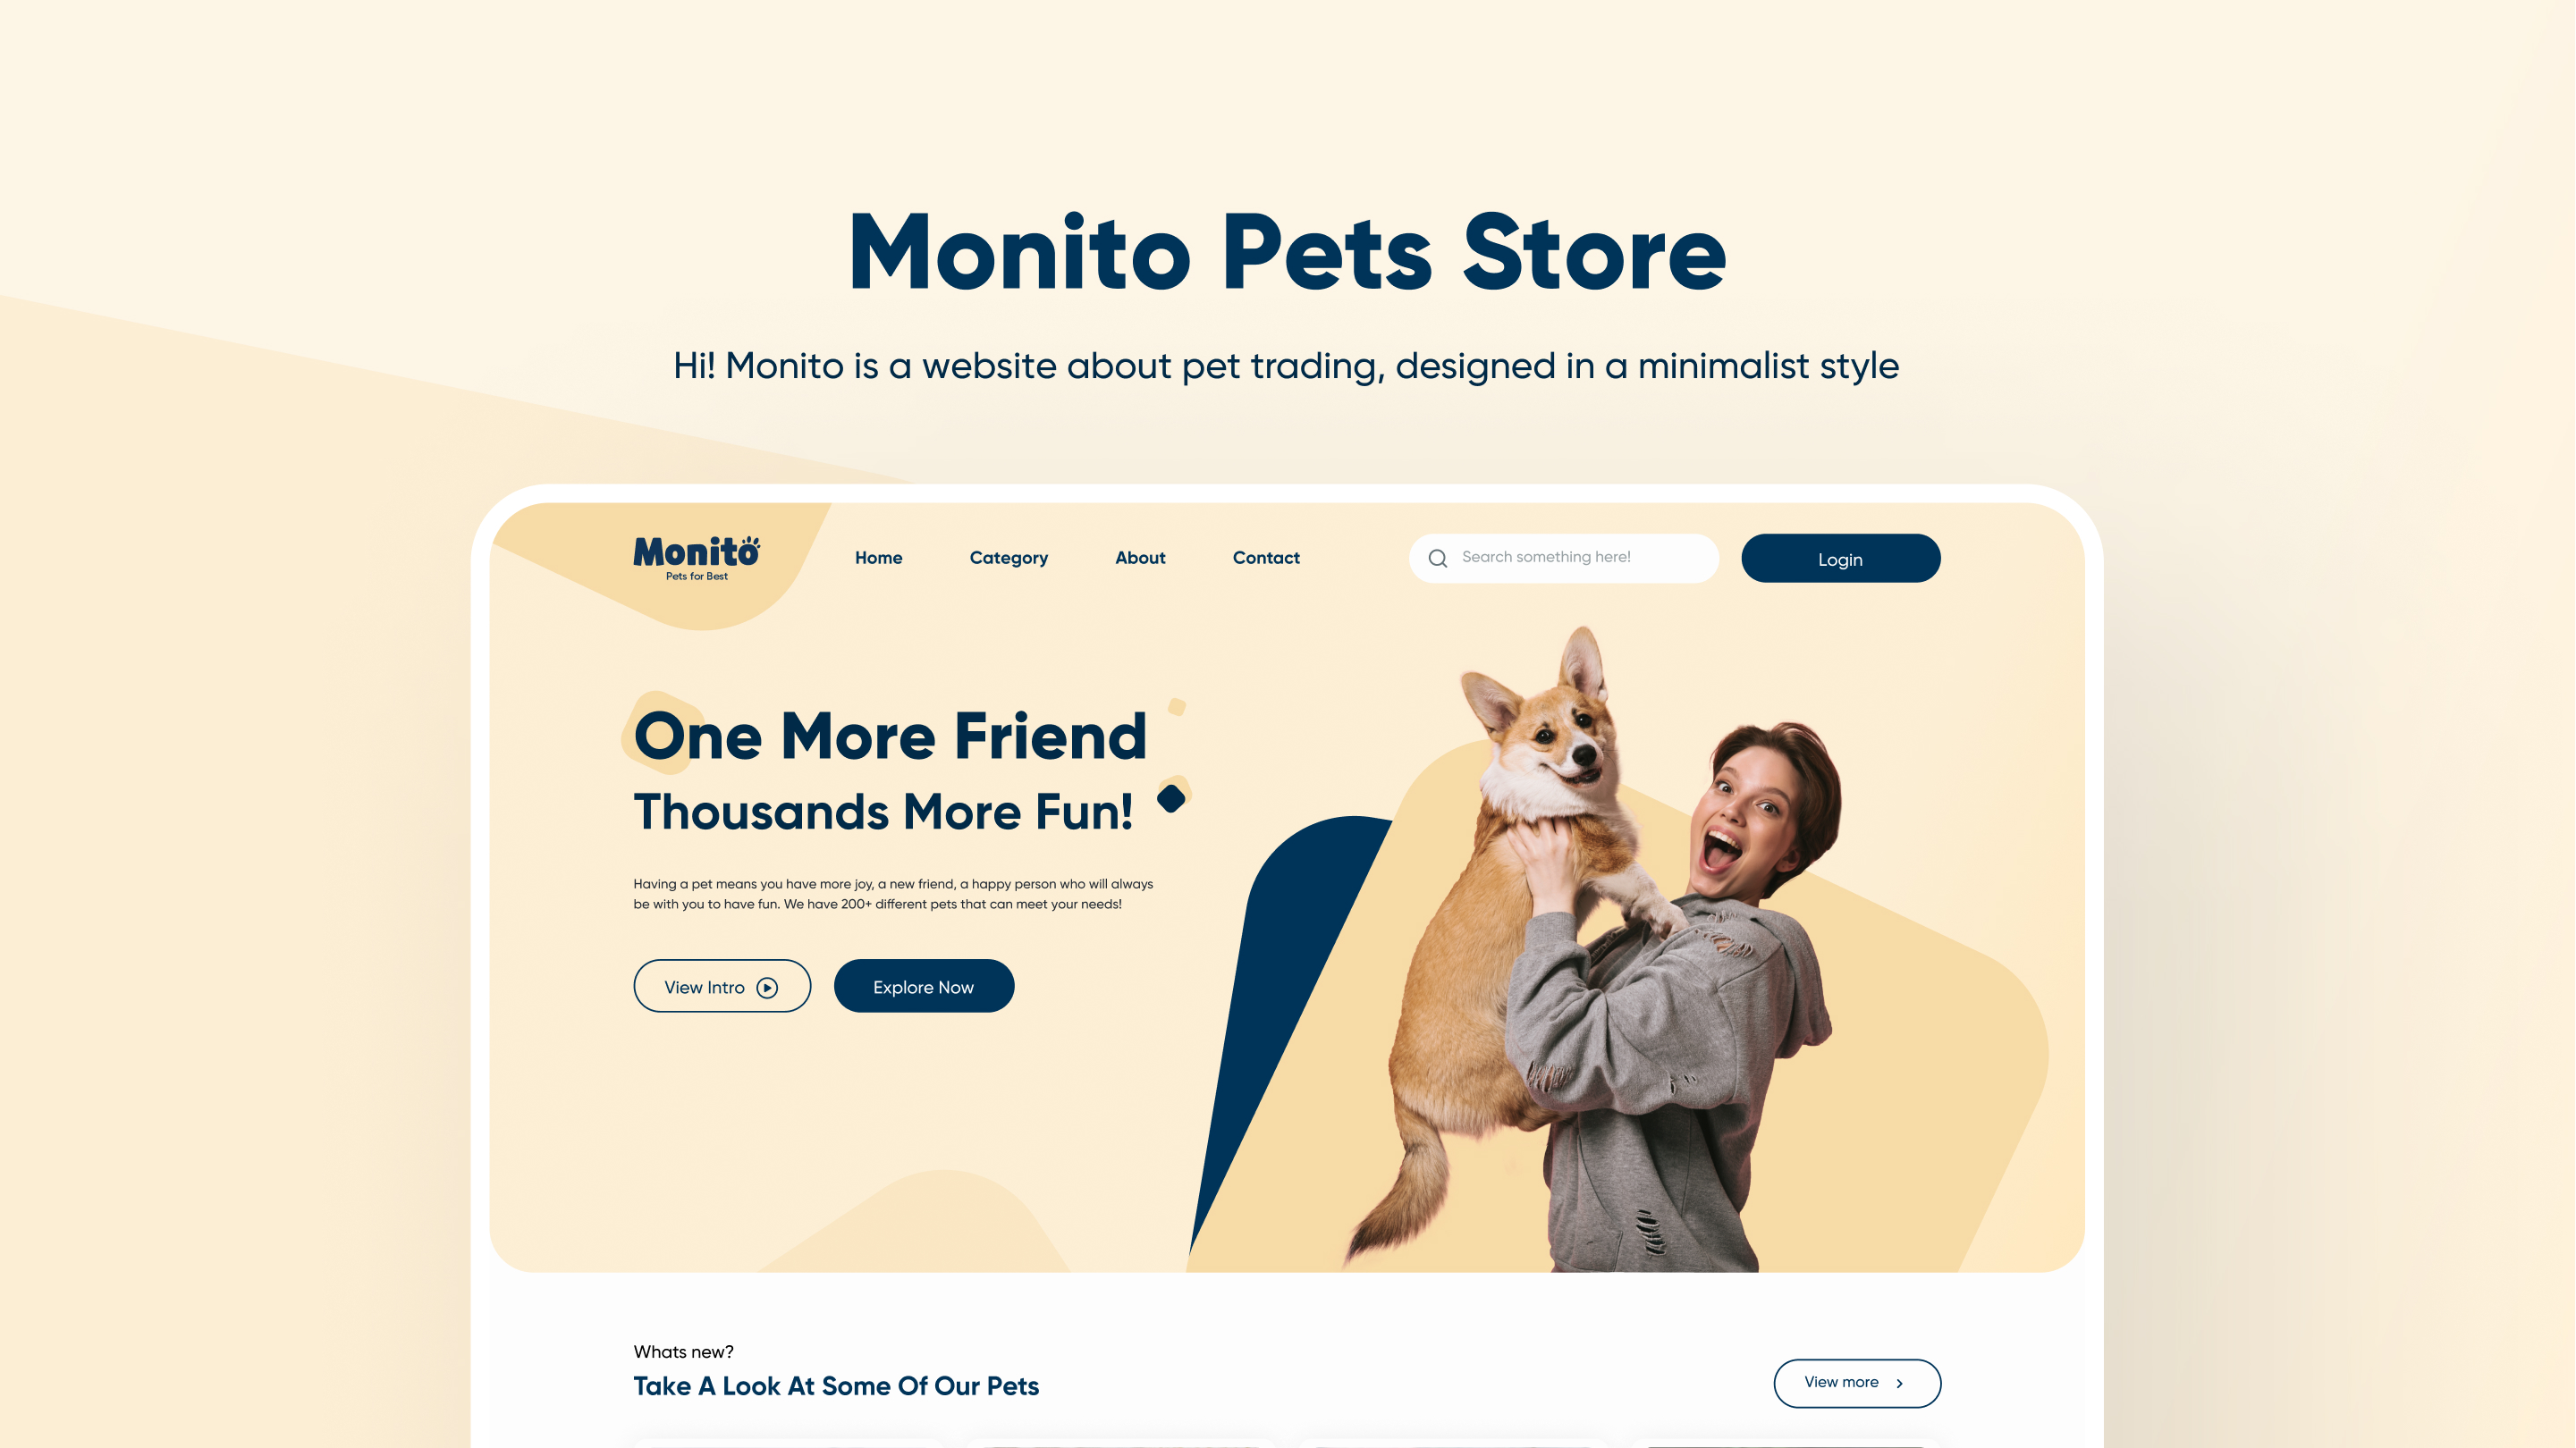 Monito Pets Store
Hi! Monito is a website about pet trading, designed in a minimalist style
Monito
Pets for Best
Home
Category
About
Contact
Search something here!
Login
One More Friend
Thousands More Fun!
Having a pet means you have more joy, a new friend, a happy person who will always
be with you to have fun. We have 200+ different pets that can meet your needs!
View Intro
Explore Now
Whats new?
Take A Look At Some Of Our Pets
View more